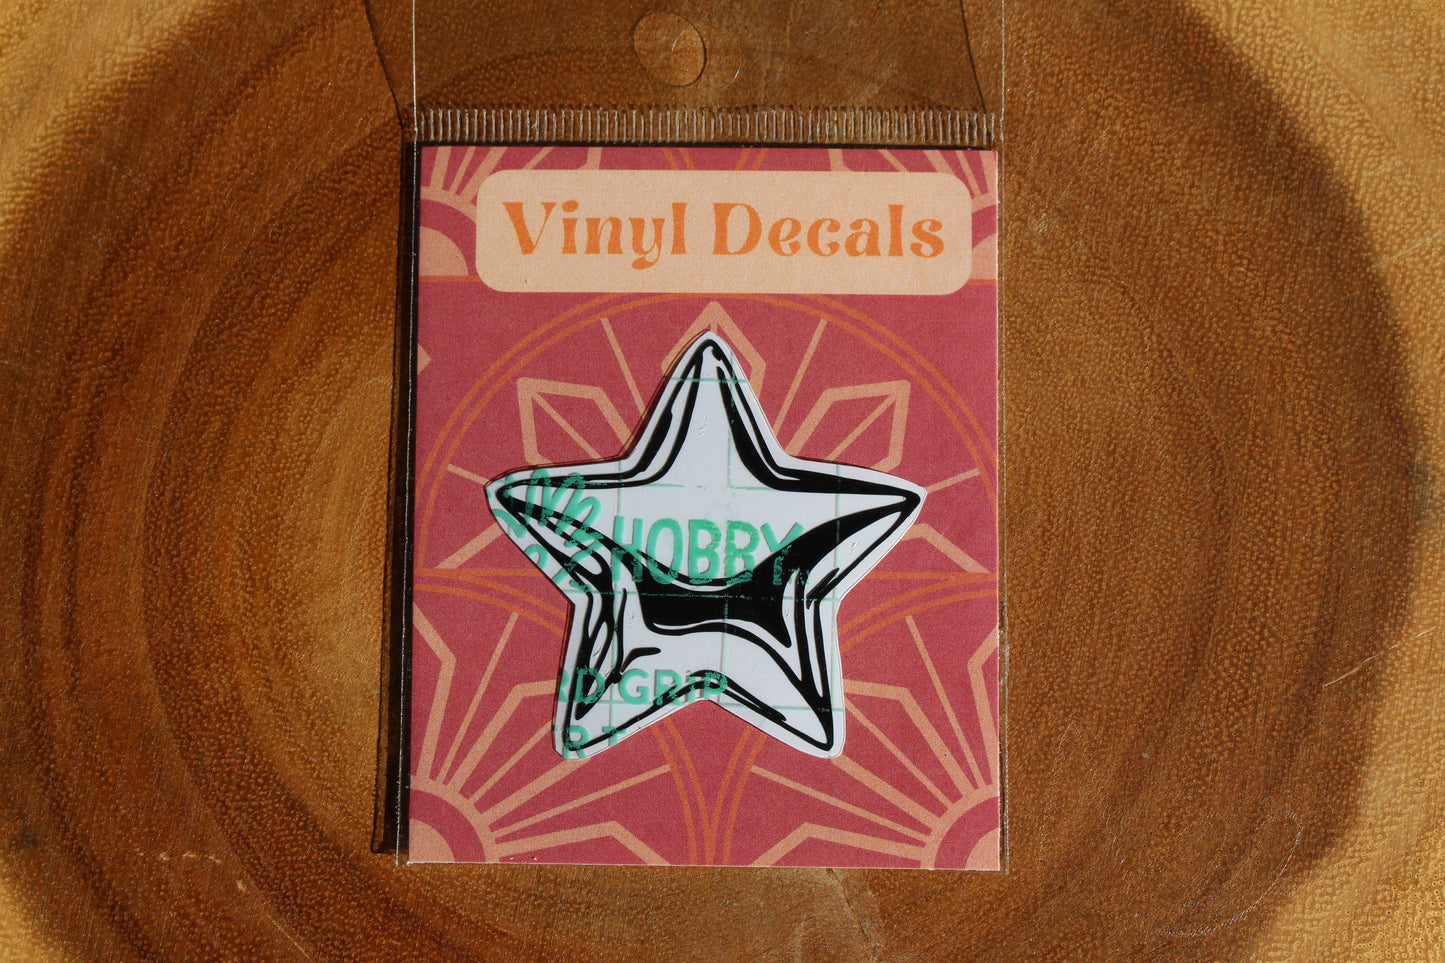 Vinyl Decals
HOBBY
RD GRIP
R T